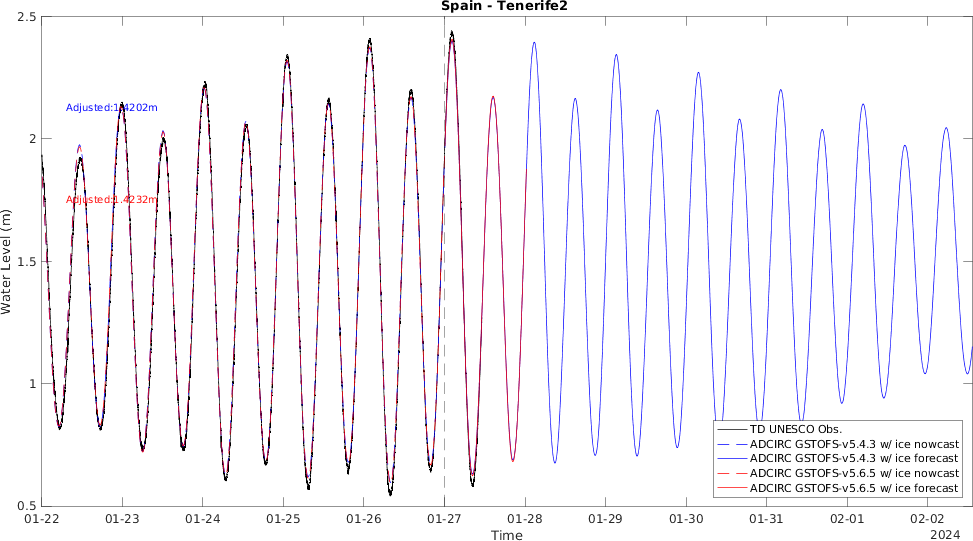 Spain - Tenerife2
Water Level (m)
2.5
2
1.5
1
0.5
Adjusted:1.4202m
Adjusted:1.4232m
TD UNESCO Obs.
ADCIRC GSTOFS-v5.4.3 w/ ice nowcast
ADCIRC GSTOFS-v5.4.3 w/ ice forecast
ADCIRC GSTOFS-v5.6.5 w/ ice nowcast
ADCIRC GSTOFS-v5.6.5 w/ ice forecast
01-22 01-23 01-24 01-25 01-26 01-27 01-28 01-29 01-30 01-31 02-01 02-02
Time
2024